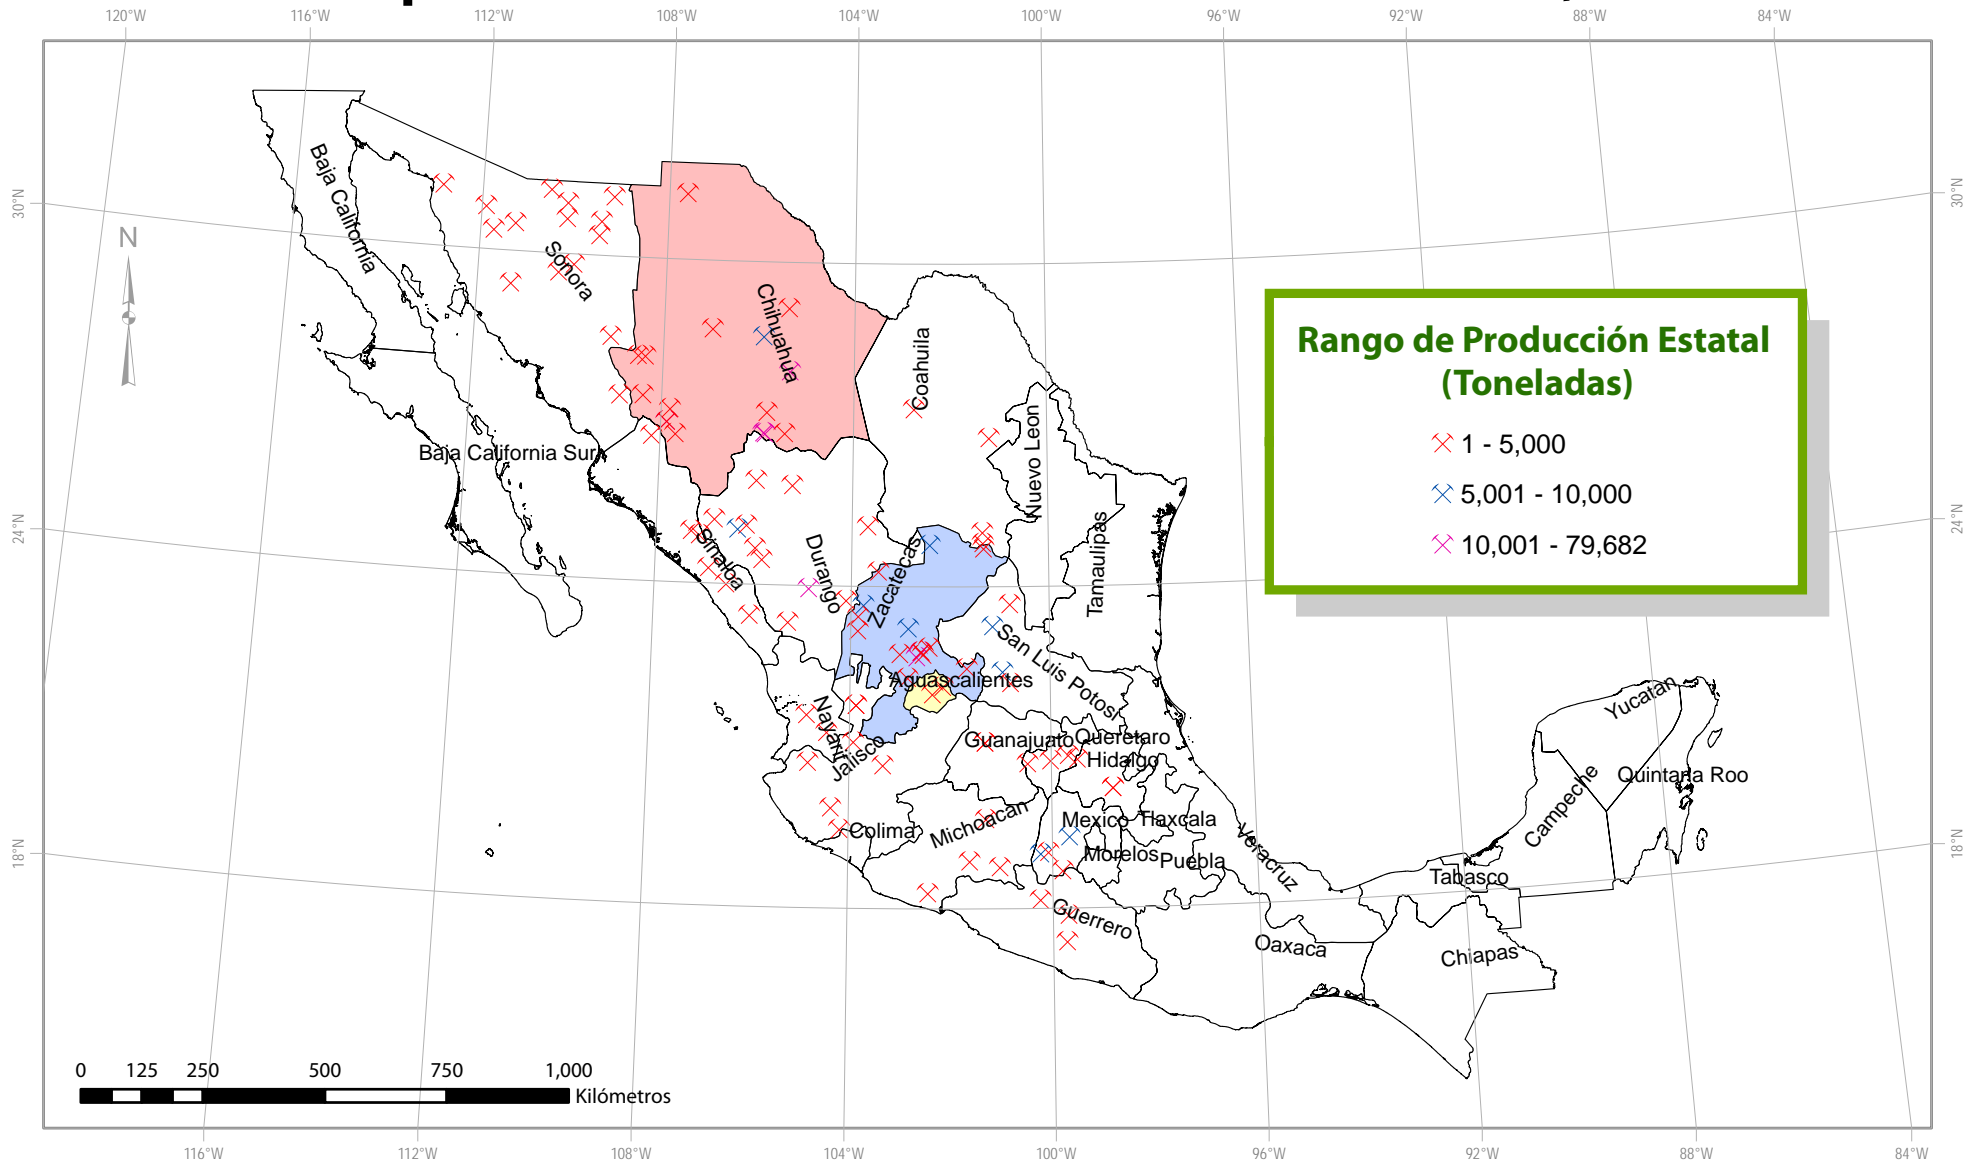 120°W 116°W 112°W 108°W 104°W 100°W 96°W 92°W 88°W 84°W
30°N 30°N
24°N 24°N
18°N 18°N
N
Baja California
Sonora
Chihuahua
Coahuila
Nuevo Leon
Baja California Sur
Tamaulipas
Sinaloa
Durango
Zacatecas
San Luis Potosi
Aguascalientes
Nayarit
Jalisco
Guanajuato
Queretaro
Hidalgo
Colima
Michoacan
Mexico
Tlaxcala
Morelos
Puebla
Veracruz
Guerrero
Oaxaca
Tabasco
Chiapas
Campeche
Yucatan
Quintana Roo
Rango de Producción Estatal
(Toneladas)
1 - 5,000
5,001 - 10,000
10,001 - 79,682
0 125 250 500 750 1,000
Kilómetros
116°W 112°W 108°W 104°W 100°W 96°W 92°W 88°W 84°W